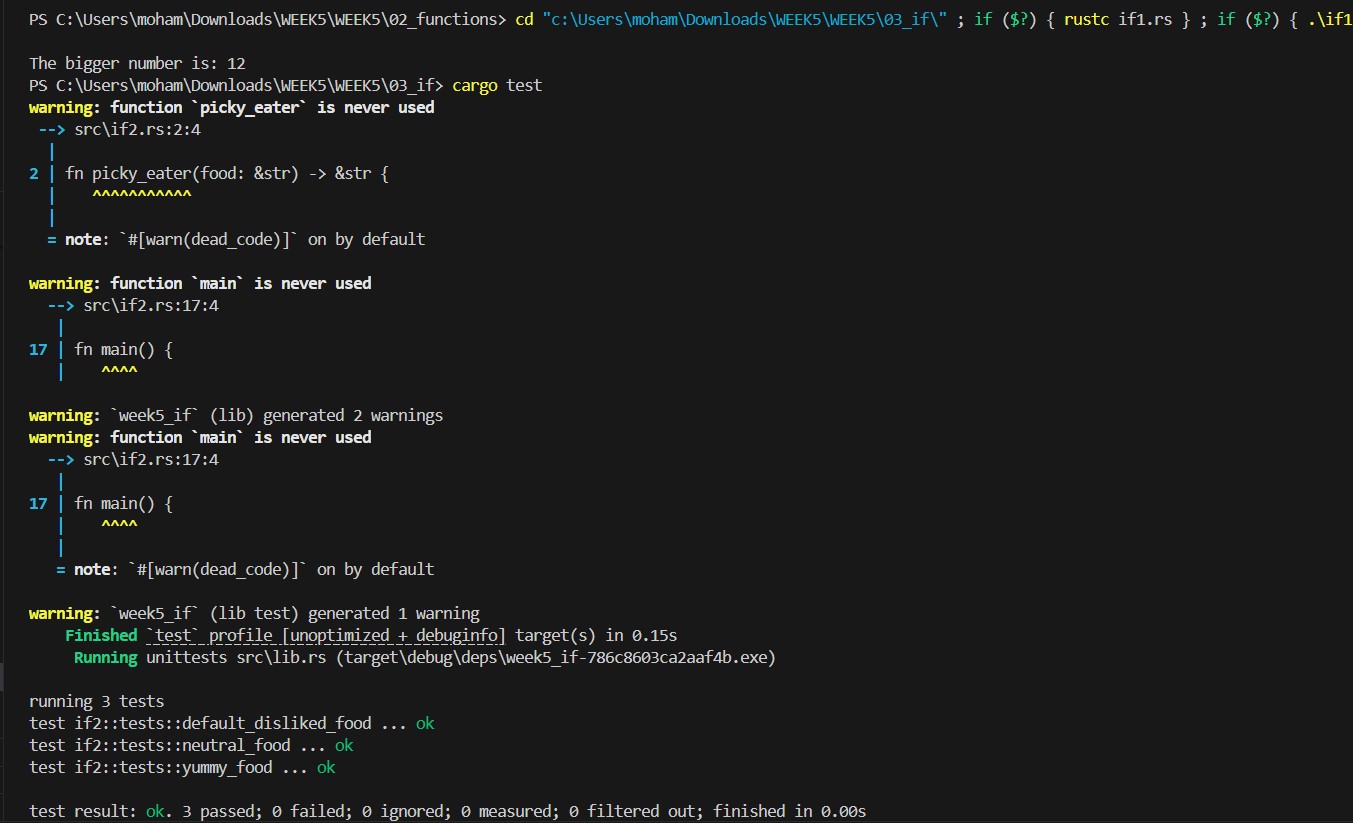 PS C:\Users\moham\Downloads\WEEK5\WEEK5\02_functions> cd "c:\Users\moham\Downloads\WEEK5\WEEK5\03_if\" ; if ($?) { rustc if1.rs } ; if ($?) { .\if1
The bigger number is: 12
PS C:\Users\moham\Downloads\WEEK5\WEEK5\03_if> cargo test
warning: function `picky_eater` is never used
 --> src\if2.rs:2:4
  |
2 | fn picky_eater(food: &str) -> &str {
  |    ^^^^^^^^^^^
  |
  = note: `#[warn(dead_code)]` on by default
warning: function `main` is never used
  --> src\if2.rs:17:4
   |
17 | fn main() {
   |    ^^^^
warning: `week5_if` (lib) generated 2 warnings
warning: function `main` is never used
  --> src\if2.rs:17:4
   |
17 | fn main() {
   |    ^^^^
   |
   = note: `#[warn(dead_code)]` on by default
warning: `week5_if` (lib test) generated 1 warning
    Finished `test` profile [unoptimized + debuginfo] target(s) in 0.15s
     Running unittests src\lib.rs (target\debug\deps\week5_if-786c8603ca2aaf4b.exe)
running 3 tests
test if2::tests::default_disliked_food ... ok
test if2::tests::neutral_food ... ok
test if2::tests::yummy_food ... ok
test result: ok. 3 passed; 0 failed; 0 ignored; 0 measured; 0 filtered out; finished in 0.00s